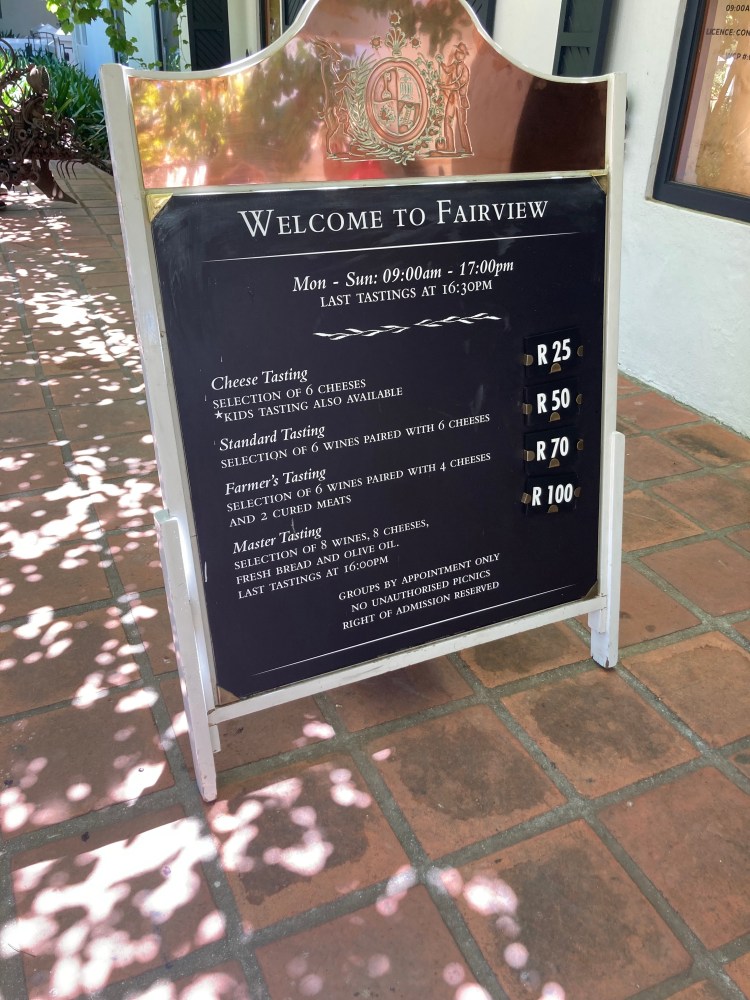 09:00A
LICENCE: CON
WELCOME TO FAIRVIEW
Mon - Sun: 09:00am - 17:00pm
LAST TASTINGS AT 16:30PM
Cheese Tasting
R 25
SELECTION OF 6 CHEESES
*KIDS TASTING ALSO AVAILABLE
Standard Tasting
R 50
SELECTION OF 6 WINES PAIRED WITH 6 CHEESES
Farmer's Tasting
R 70
SELECTION OF 6 WINES PAIRED WITH 4 CHEESES
AND 2 CURED MEATS
Master Tasting
R 100
SELECTION OF 8 WINES, 8 CHEESES,
FRESH BREAD AND OLIVE OIL.
LAST TASTINGS AT 16:00PM
GROUPS BY APPOINTMENT ONLY
NO UNAUTHORISED PICNICS
RIGHT OF ADMISSION RESERVED